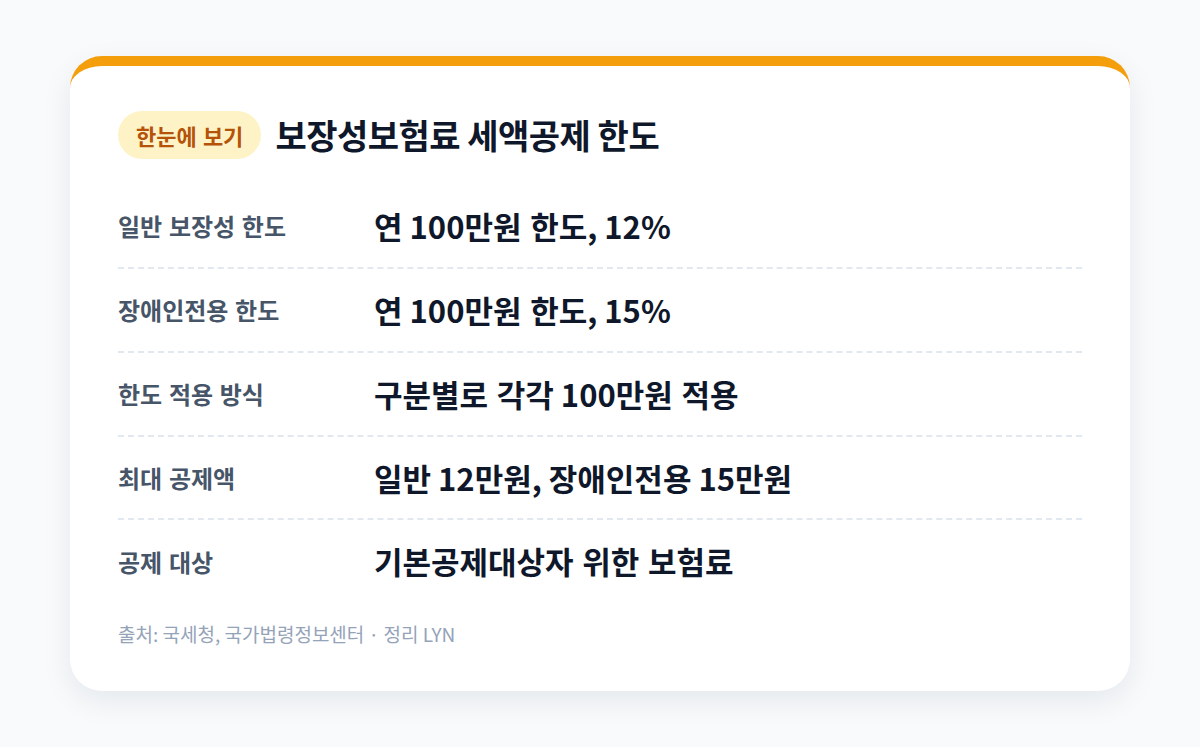 한눈에 보기 보장성보험료 세액공제 한도
일반 보장성 한도 연 100만원 한도, 12%
장애인전용 한도 연 100만원 한도, 15%
한도 적용 방식 구분별로 각각 100만원 적용
최대 공제액 일반 12만원, 장애인전용 15만원
공제 대상 기본공제대상자 위한 보험료
출처: 국세청, 국가법령정보센터 · 정리 LYN